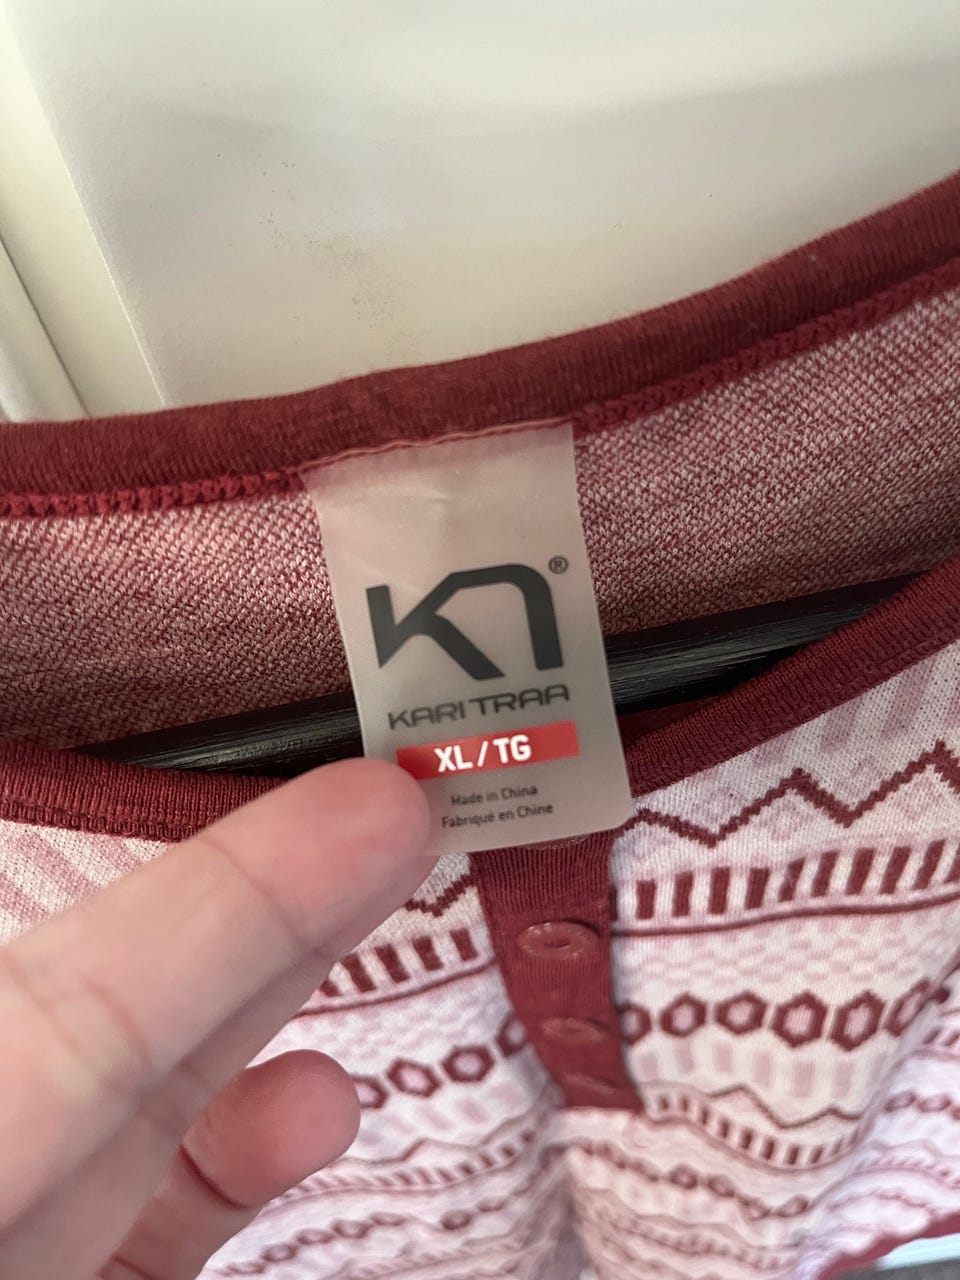 ®
KARI TRAA
XL / TG
Made in China
Fabriqué en Chine